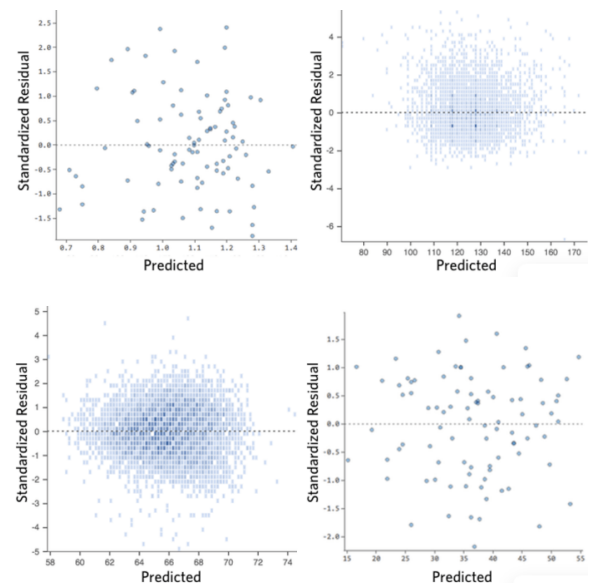 Standardized Residual
2.5
2.0
1.5
1.0
0.5
0.0
-0.5
-1.0
-1.5
0.7 0.8 0.9 1.0 1.1 1.2 1.3 1.4
Predicted
Standardized Residual
4
2
0
-2
-4
-6
80 90 100 110 120 130 140 150 160 170
Predicted
Standardized Residual
5
4
3
2
1
0
-1
-2
-3
-4
-5
58 60 62 64 66 68 70 72 74
Predicted
Standardized Residual
1.5
1.0
0.5
0.0
-0.5
-1.0
-1.5
-2.0
15 20 25 30 35 40 45 50 55
Predicted